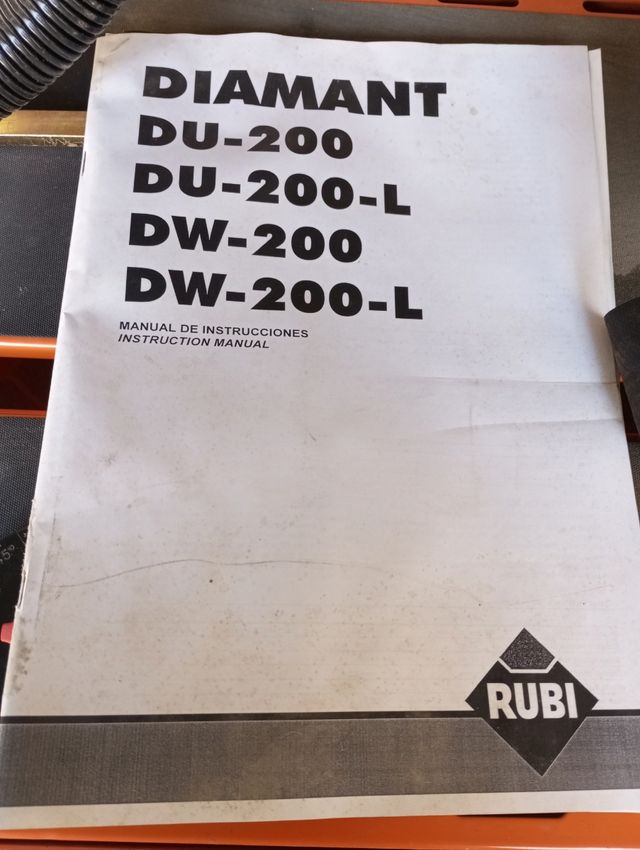 DIAMANT
DU-200
DU-200-L
DW-200
DW-200-L
MANUAL DE INSTRUCCIONES
INSTRUCTION MANUAL
RUBI